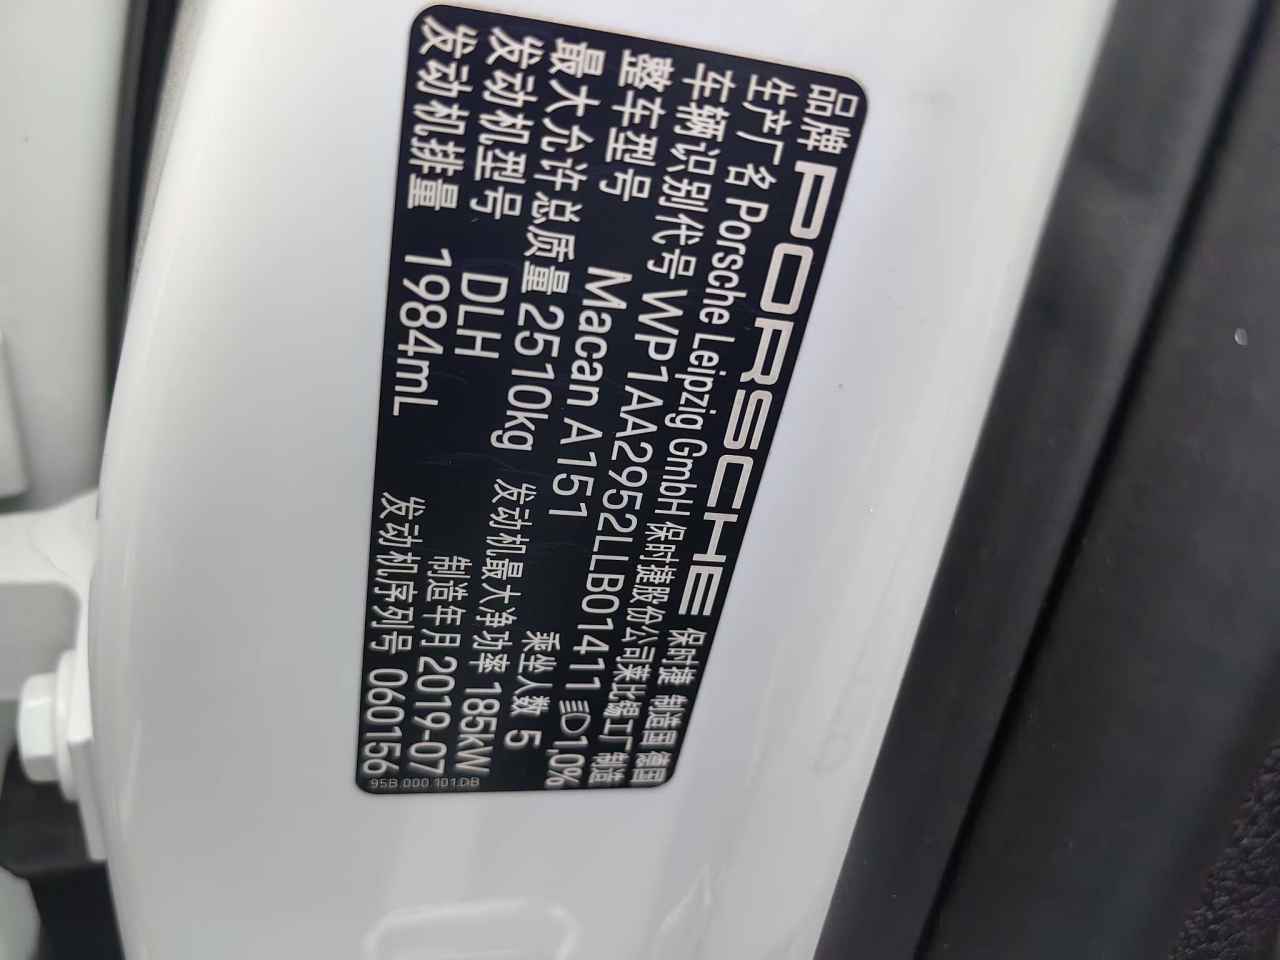 品牌 PORSCHE 保时捷 制造国 德国
生产厂名 Porsche Leipzig GmbH 保时捷股份公司莱比锡工厂 制造
车辆识别代号 WP1AA2952LLB01411 1,0%
整车型号 Macan A151
最大允许总质量 2510kg 乘坐人数 5
发动机型号 DLH 发动机最大净功率 185kW
发动机排量 1984mL 制造年月 2019-07
发动机序列号 060156
95B.000.101.DB